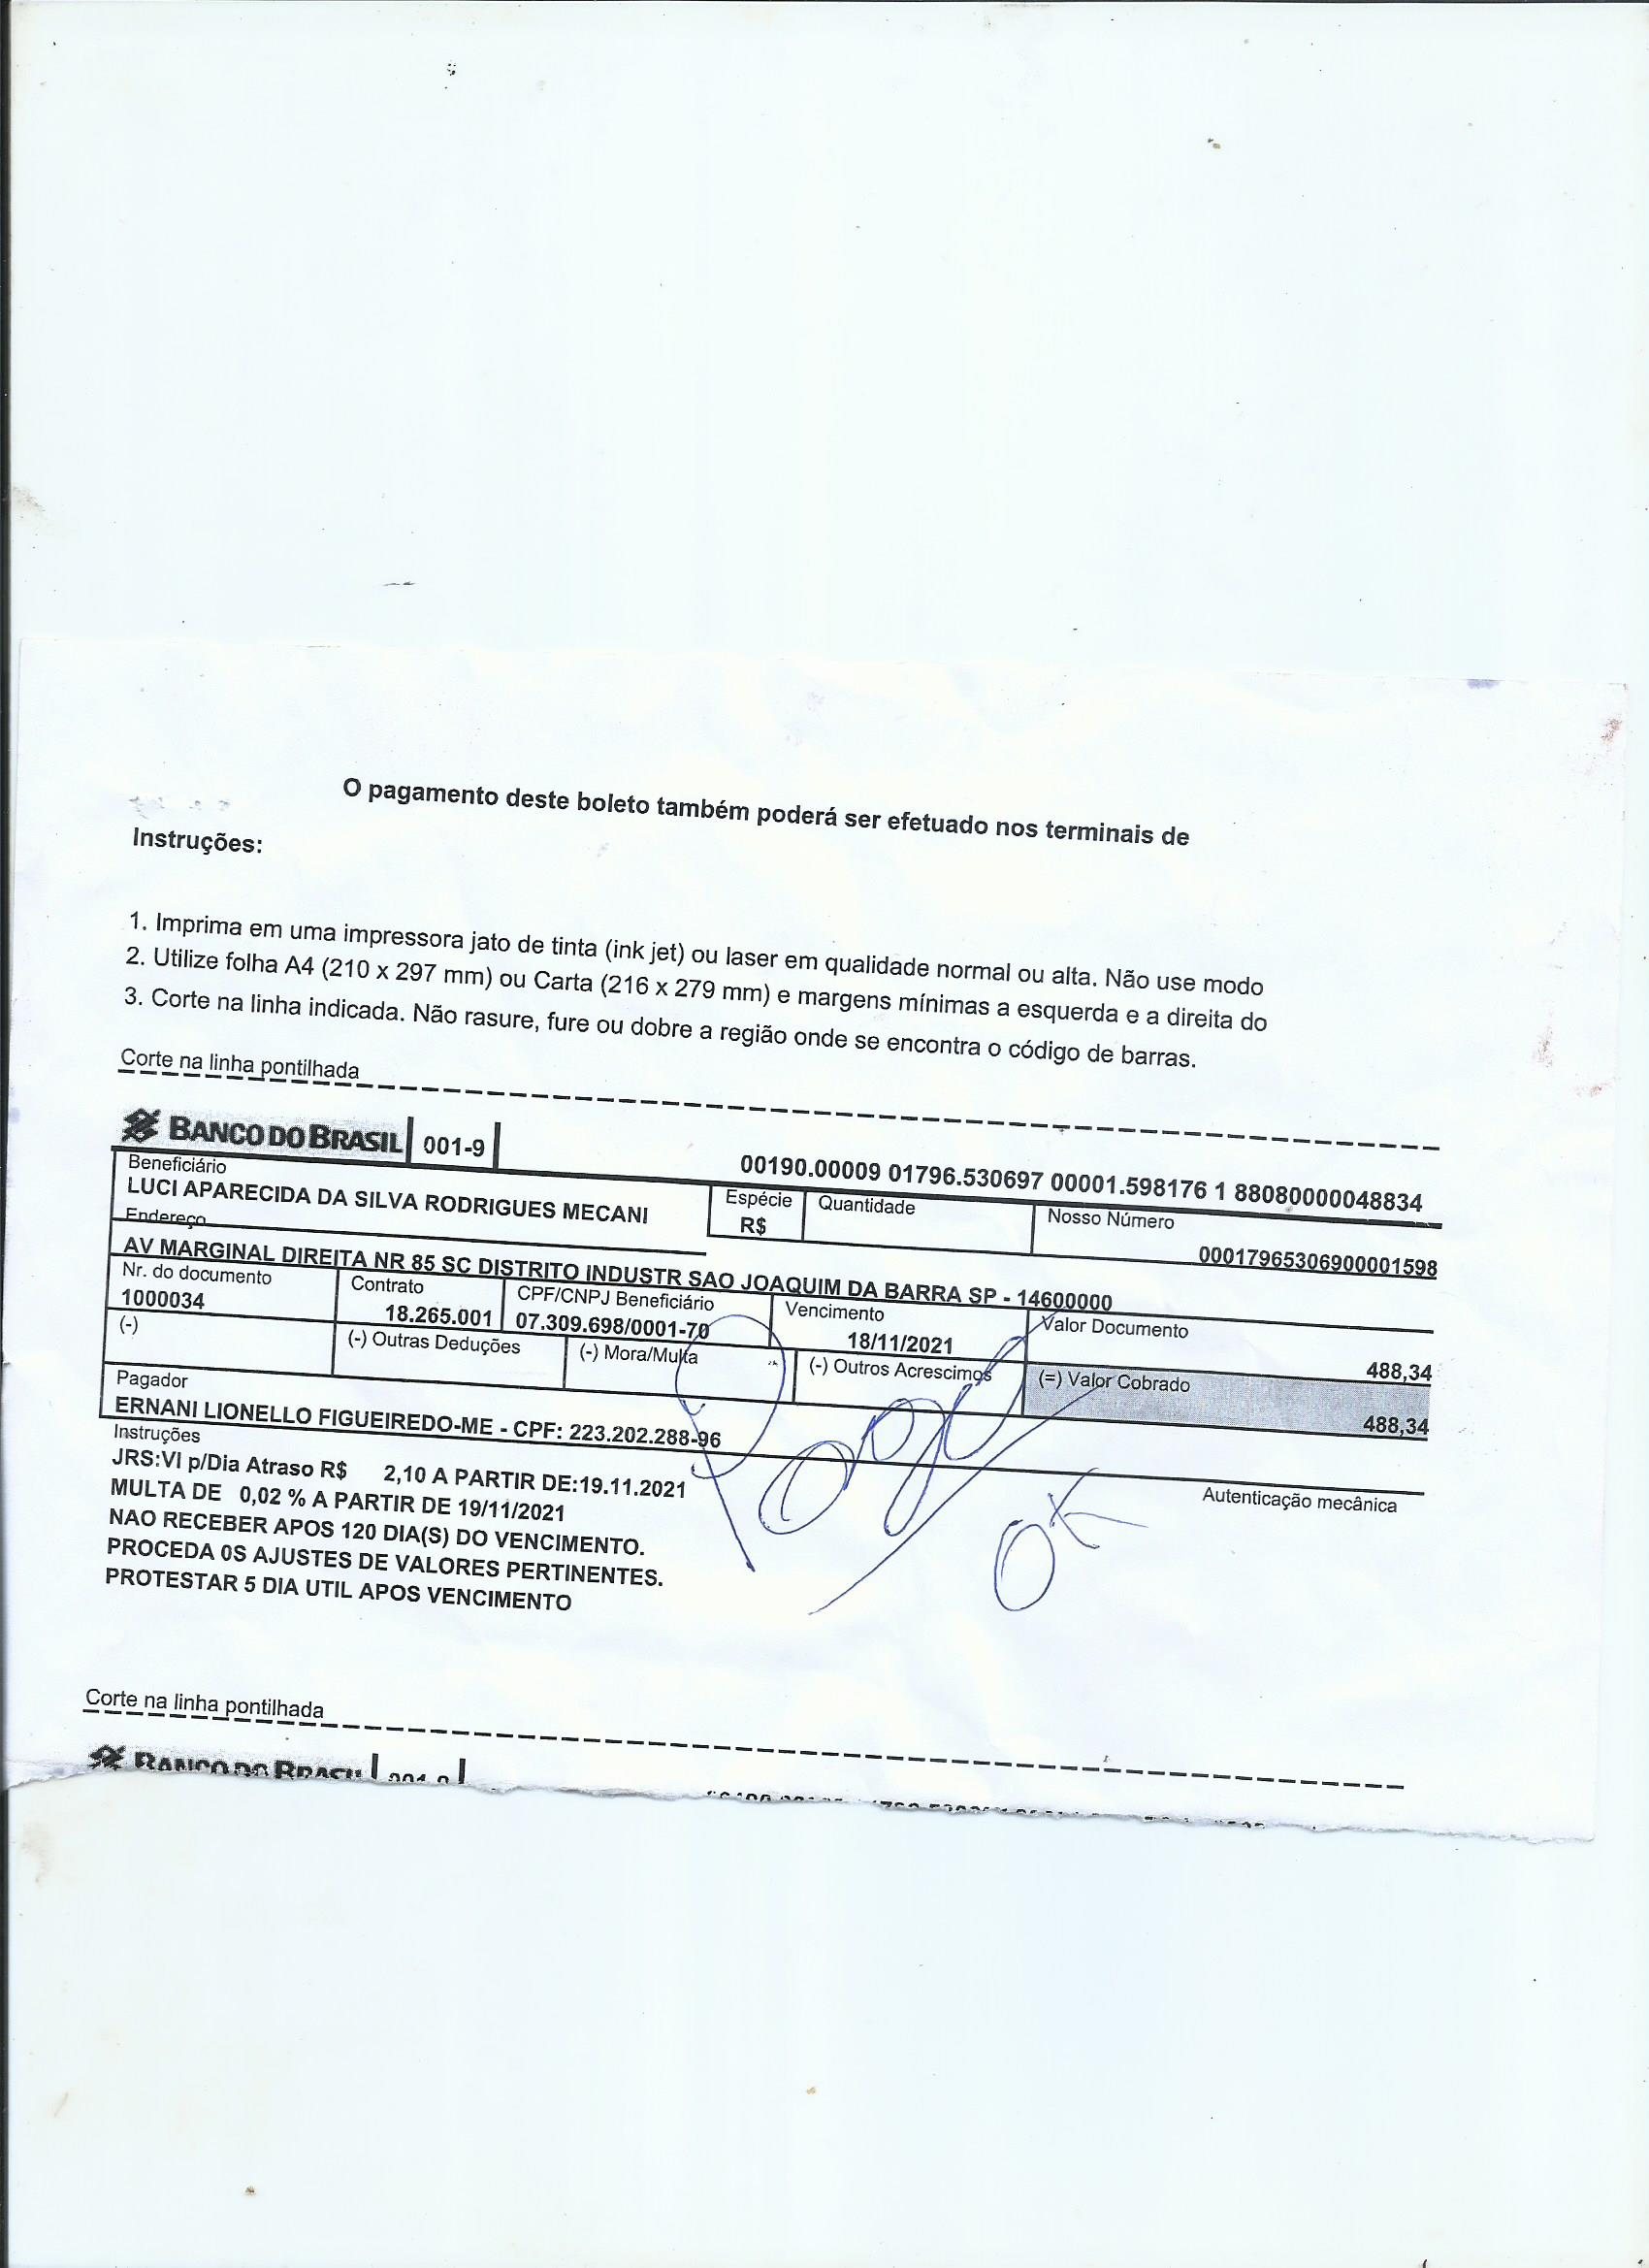 O pagamento deste boleto também poderá ser efetuado nos terminais de
Instruções:
1. Imprima em uma impressora jato de tinta (ink jet) ou laser em qualidade normal ou alta. Não use modo
2. Utilize folha A4 (210 x 297 mm) ou Carta (216 x 279 mm) e margens mínimas a esquerda e a direita do
3. Corte na linha indicada. Não rasure, fure ou dobre a região onde se encontra o código de barras.
Corte na linha pontilhada
BANCO DO BRASIL 001-9 00190.00009 01796.530697 00001.598176 1 88080000048834
Beneficiário Espécie Quantidade Nosso Número
LUCI APARECIDA DA SILVA RODRIGUES MECANI R$ 00017965306900001598
Endereço
AV MARGINAL DIREITA NR 85 SC DISTRITO INDUSTR SAO JOAQUIM DA BARRA SP - 14600000
Nr. do documento Contrato CPF/CNPJ Beneficiário Vencimento Valor Documento
1000034 18.265.001 07.309.698/0001-70 18/11/2021 488,34
(-) (-) Outras Deduções (-) Mora/Multa (-) Outros Acrescimos (=) Valor Cobrado
488,34
Pagador
ERNANI LIONELLO FIGUEIREDO-ME - CPF: 223.202.288-96
Instruções Autenticação mecânica
JRS:Vl p/Dia Atraso R$ 2,10 A PARTIR DE:19.11.2021
MULTA DE 0,02 % A PARTIR DE 19/11/2021
NAO RECEBER APOS 120 DIA(S) DO VENCIMENTO.
PROCEDA 0S AJUSTES DE VALORES PERTINENTES.
PROTESTAR 5 DIA UTIL APOS VENCIMENTO
OK
Corte na linha pontilhada
BANCO DO BRASIL 001-9